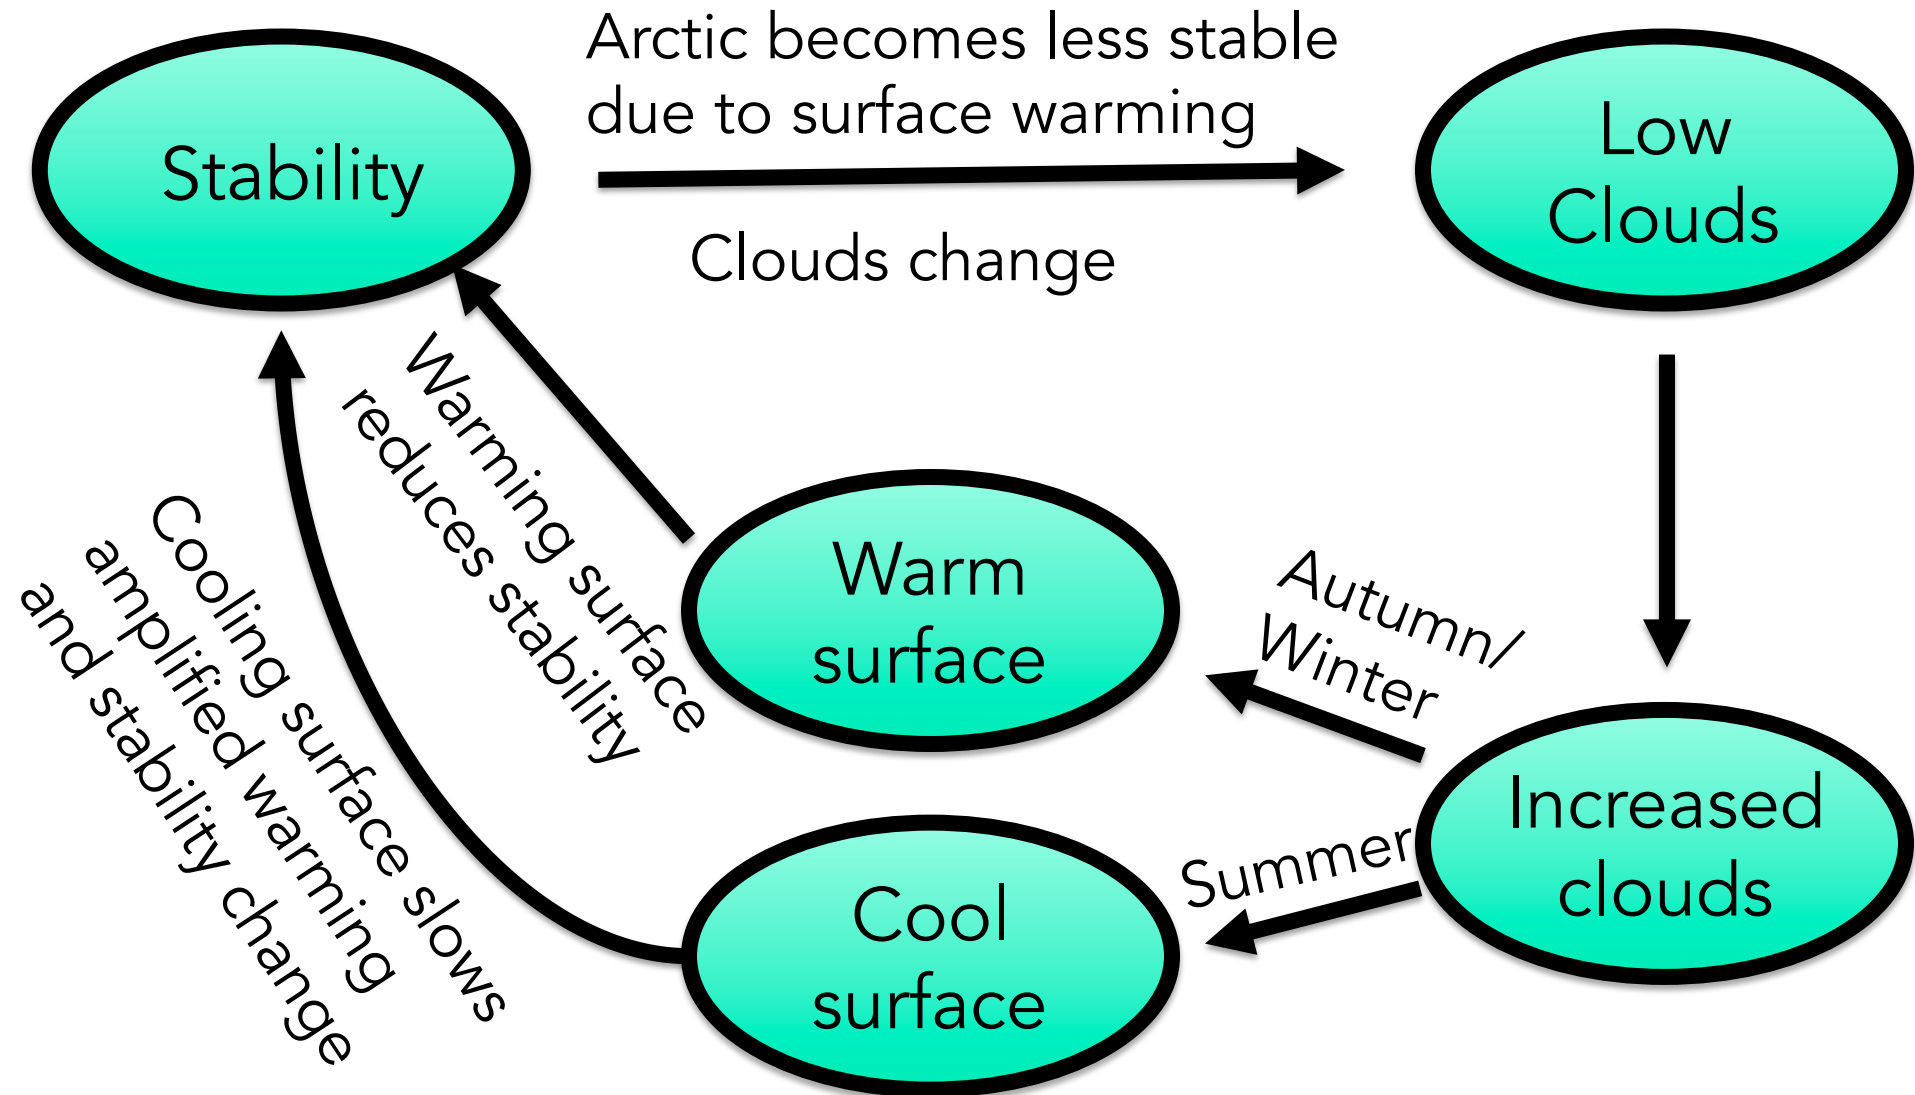 Stability
Arctic becomes less stable
due to surface warming
Clouds change
Low
Clouds
Warming surface
reduces stability
Cooling surface slows
amplified warming
and stability change
Warm
surface
Autumn/
Winter
Increased
clouds
Summer
Cool
surface